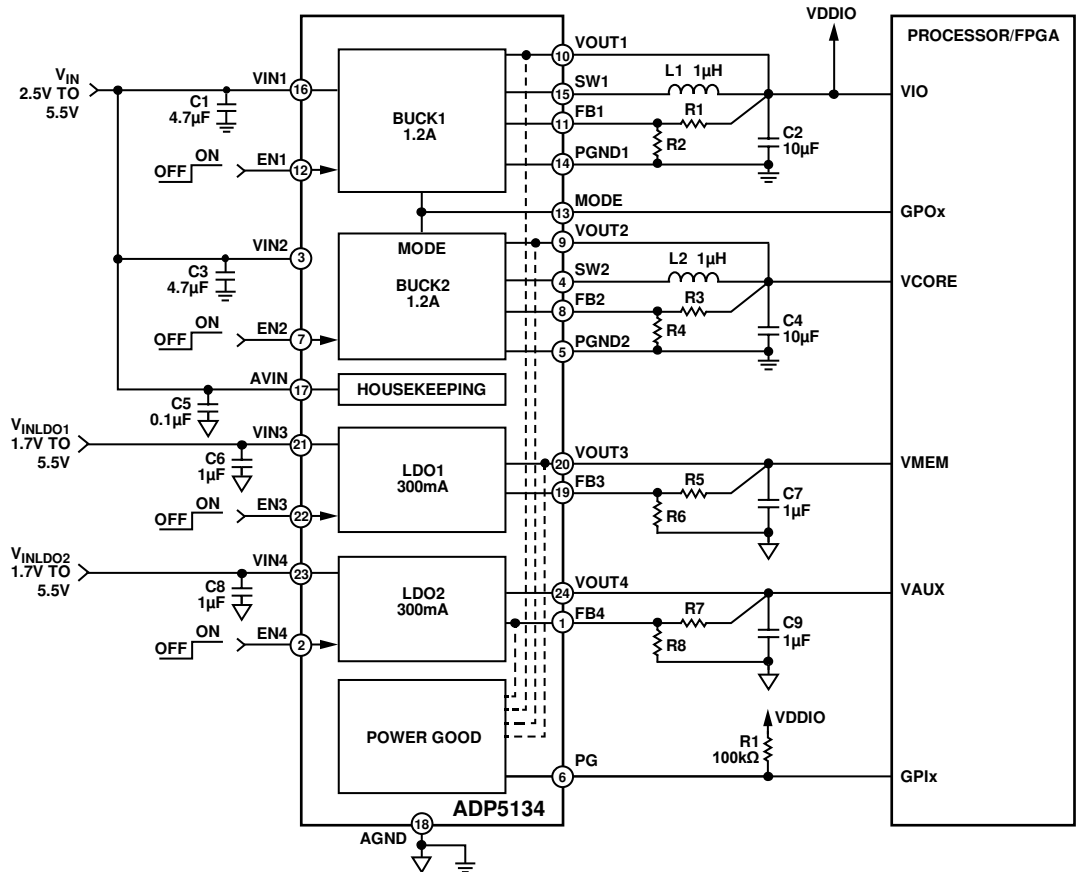 VIN
2.5V TO
5.5V
C1
4.7µF
VIN1
16
OFF
ON
EN1
12
C3
4.7µF
VIN2
3
OFF
ON
EN2
7
AVIN
17
C5
0.1µF
VINLDO1
1.7V TO
5.5V
C6
1µF
VIN3
21
OFF
ON
EN3
22
VINLDO2
1.7V TO
5.5V
C8
1µF
VIN4
23
OFF
ON
EN4
2
BUCK1
1.2A
MODE
BUCK2
1.2A
HOUSEKEEPING
LDO1
300mA
LDO2
300mA
POWER GOOD
ADP5134
18
AGND
10
VOUT1
15
SW1
L1 1µH
11
FB1
R1
R2
14
PGND1
C2
10µF
VDDIO
13
MODE
9
VOUT2
4
SW2
L2 1µH
8
FB2
R3
R4
5
PGND2
C4
10µF
20
VOUT3
19
FB3
R5
R6
C7
1µF
24
VOUT4
1
FB4
R7
R8
C9
1µF
VDDIO
R1
100kΩ
6
PG
PROCESSOR/FPGA
VIO
GPOx
VCORE
VMEM
VAUX
GPIx